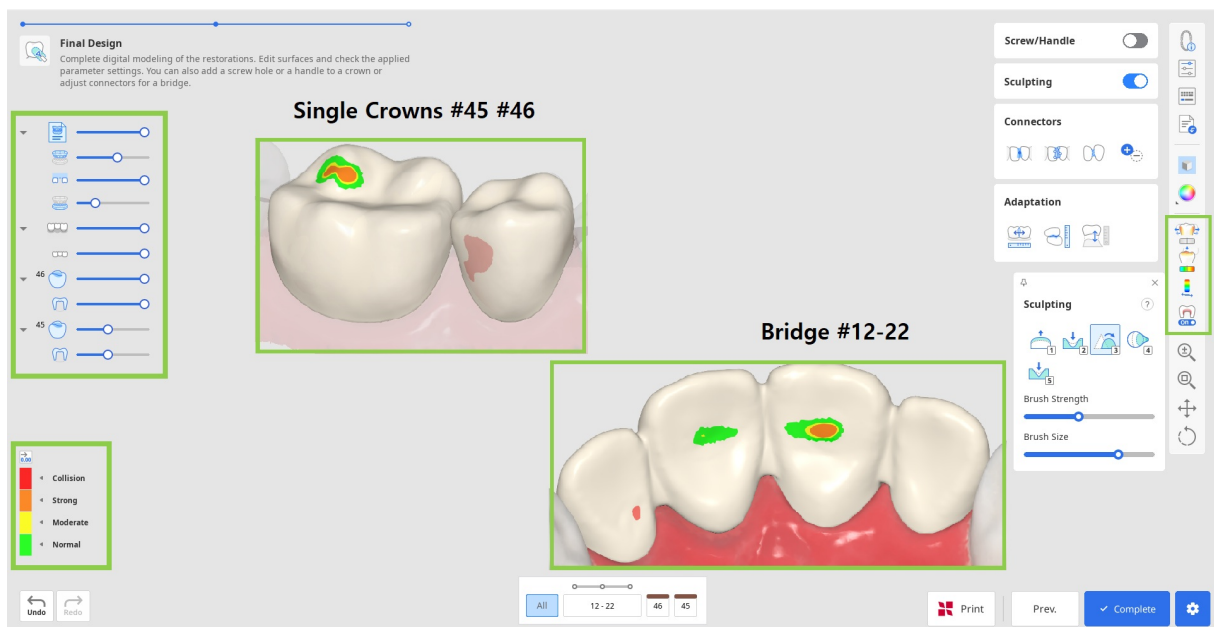 Final Design
Complete digital modeling of the restorations. Edit surfaces and check the applied
parameter settings. You can also add a screw hole or a handle to a crown or
adjust connectors for a bridge.
Single Crowns #45 #46
Bridge #12-22
46
45
0.00
Collision
Strong
Moderate
Normal
Screw/Handle
Sculpting
Connectors
Adaptation
Sculpting
?
1
2
3
4
5
Brush Strength
Brush Size
On
Undo
Redo
All
12 - 22
46
45
Print
Prev.
Complete